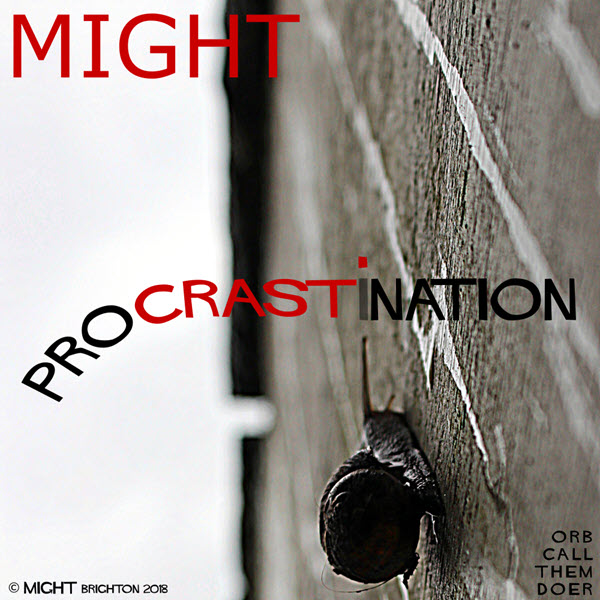 MIGHT
PROCRASTiNATION
ORB
CALL
THEM
DOER
© MIGHT BRIGHTON 2018